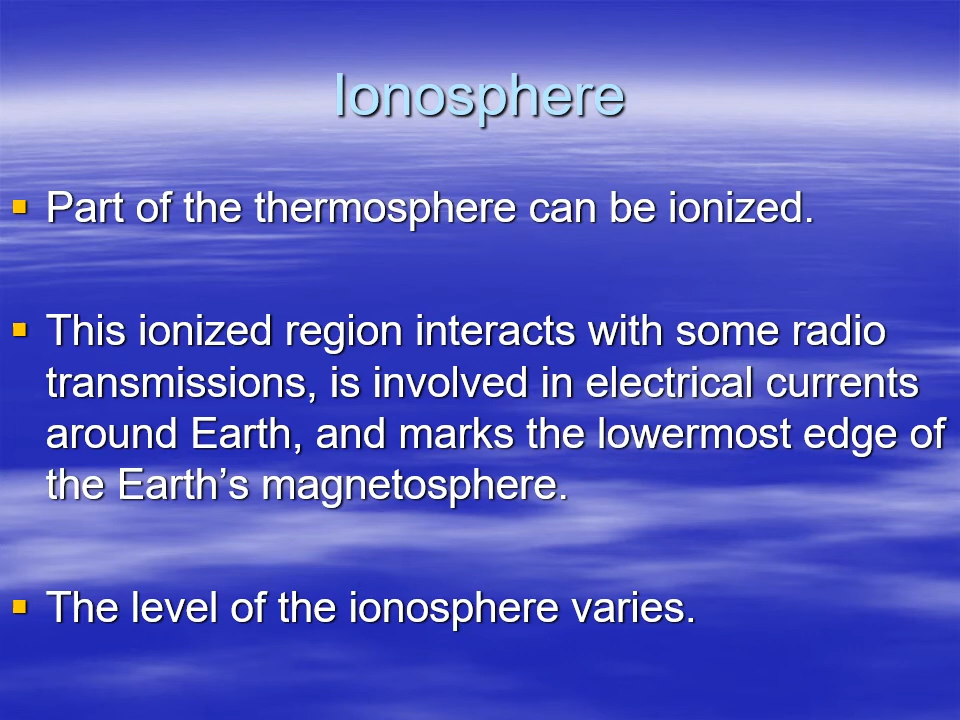 Ionosphere
Part of the thermosphere can be ionized.
This ionized region interacts with some radio
transmissions, is involved in electrical currents
around Earth, and marks the lowermost edge of
the Earth’s magnetosphere.
The level of the ionosphere varies.